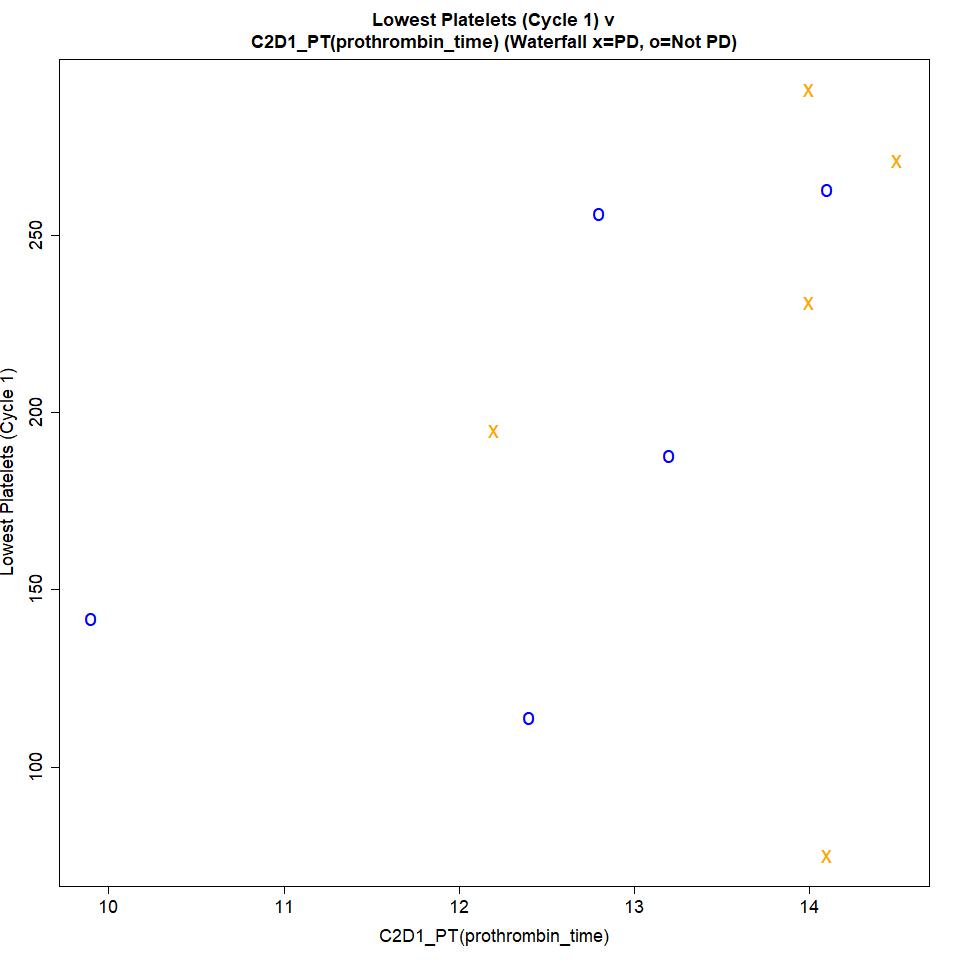 Lowest Platelets (Cycle 1) v
C2D1_PT(prothrombin_time) (Waterfall x=PD, o=Not PD)
Lowest Platelets (Cycle 1)
250
200
150
100
X
X
O
O
X
X
O
O
O
X
10
11
12
13
14
C2D1_PT(prothrombin_time)